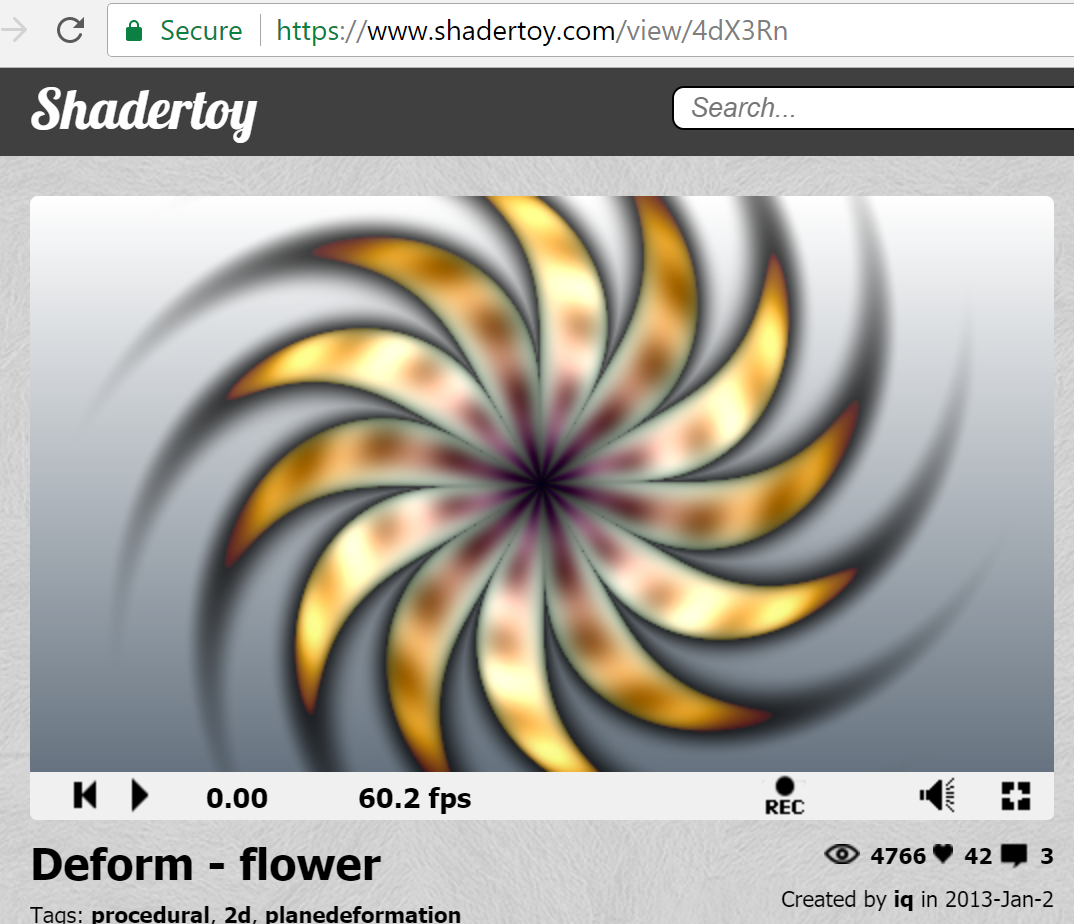 Secure https://www.shadertoy.com/view/4dX3Rn
Shadertoy Search...
0.00 60.2 fps REC
Deform - flower 4766 42 3
Created by iq in 2013-Jan-2
Tags: procedural, 2d, planedeformation